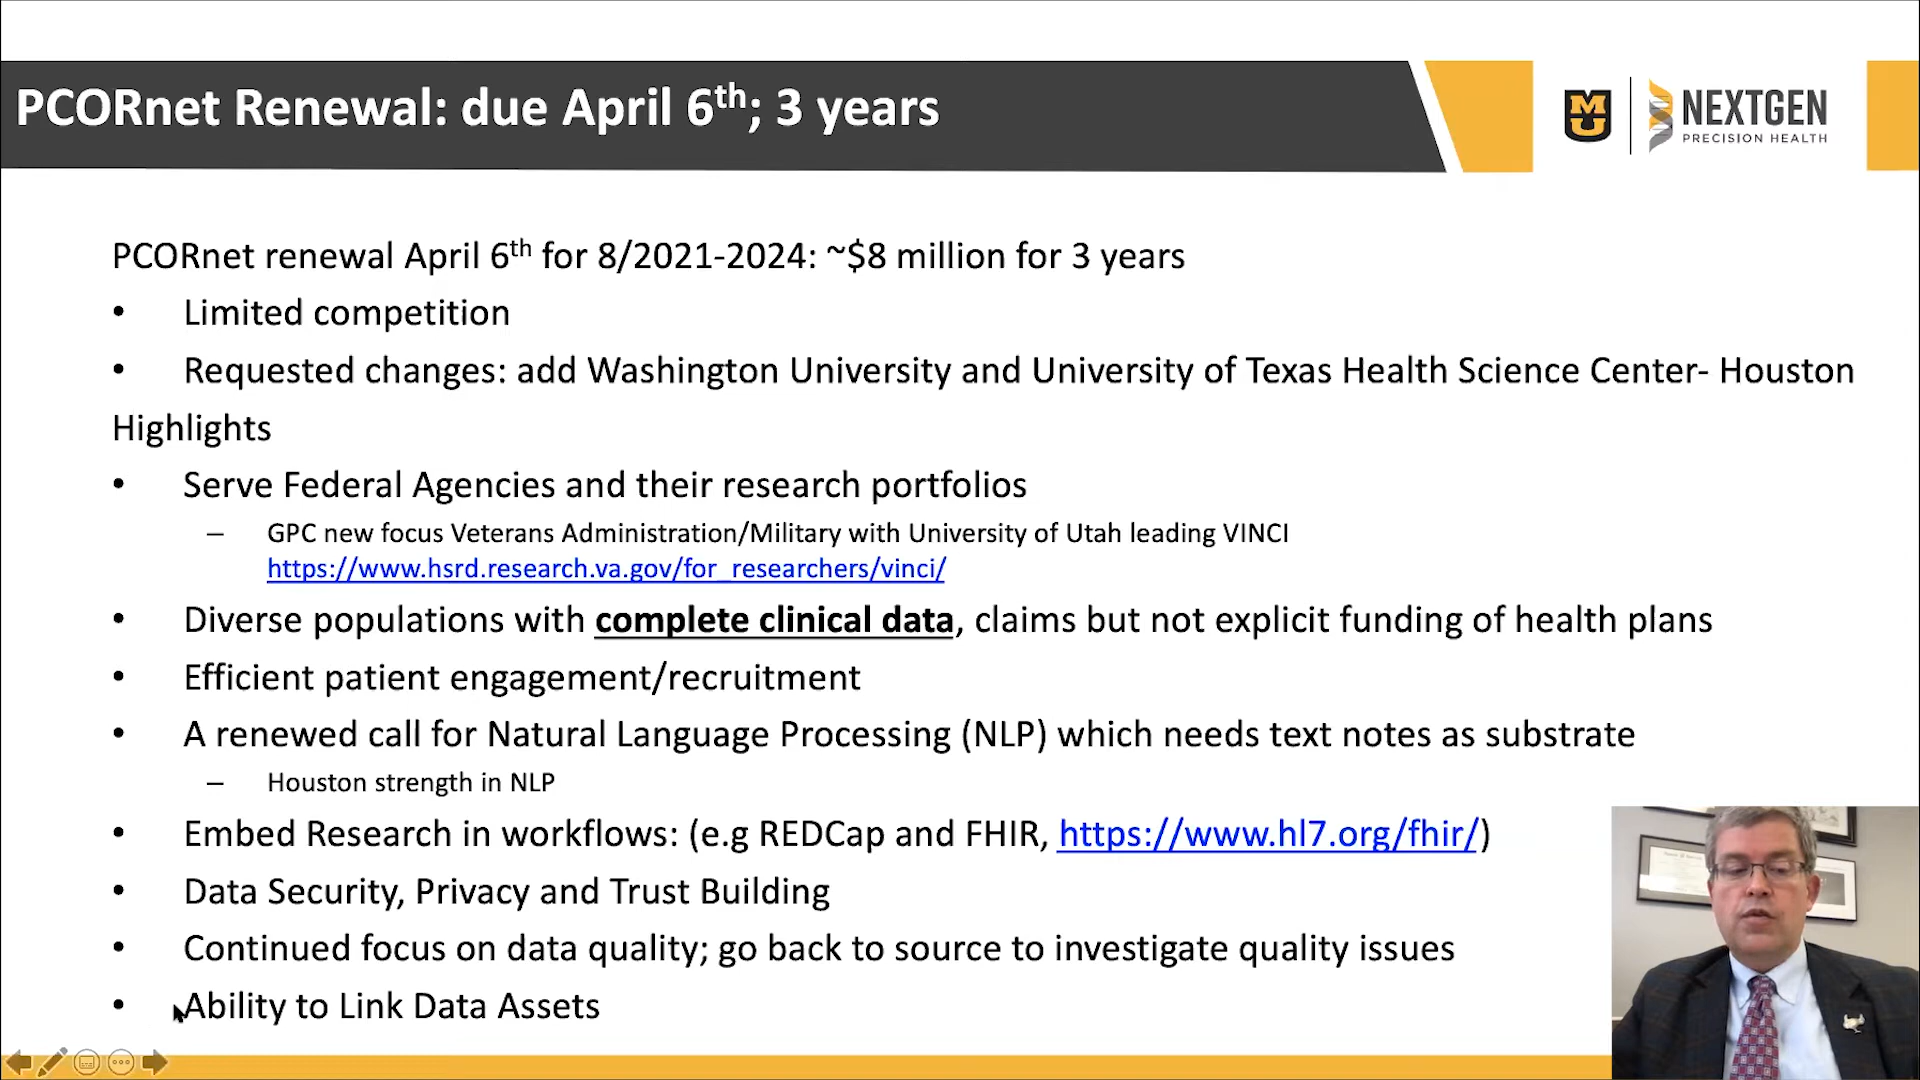 PCORnet Renewal: due April 6th; 3 years
MU
NEXTGEN
PRECISION HEALTH
PCORnet renewal April 6th for 8/2021-2024: ~$8 million for 3 years
• Limited competition
• Requested changes: add Washington University and University of Texas Health Science Center- Houston
Highlights
• Serve Federal Agencies and their research portfolios
– GPC new focus Veterans Administration/Military with University of Utah leading VINCI
https://www.hsrd.research.va.gov/for_researchers/vinci/
• Diverse populations with complete clinical data, claims but not explicit funding of health plans
• Efficient patient engagement/recruitment
• A renewed call for Natural Language Processing (NLP) which needs text notes as substrate
– Houston strength in NLP
• Embed Research in workflows: (e.g REDCap and FHIR, https://www.hl7.org/fhir/)
• Data Security, Privacy and Trust Building
• Continued focus on data quality; go back to source to investigate quality issues
• Ability to Link Data Assets